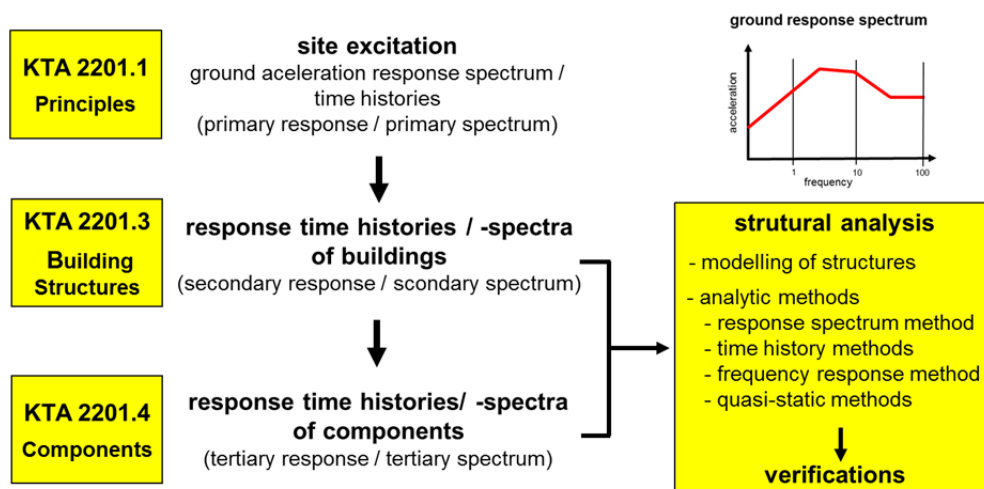 KTA 2201.1
Principles
site excitation
ground aceleration response spectrum /
time histories
(primary response / primary spectrum)
ground response spectrum
acceleration
1
10
100
frequency
KTA 2201.3
Building
Structures
response time histories / -spectra
of buildings
(secondary response / scondary spectrum)
KTA 2201.4
Components
response time histories/ -spectra
of components
(tertiary response / tertiary spectrum)
strutural analysis
- modelling of structures
- analytic methods
- response spectrum method
- time history methods
- frequency response method
- quasi-static methods
verifications